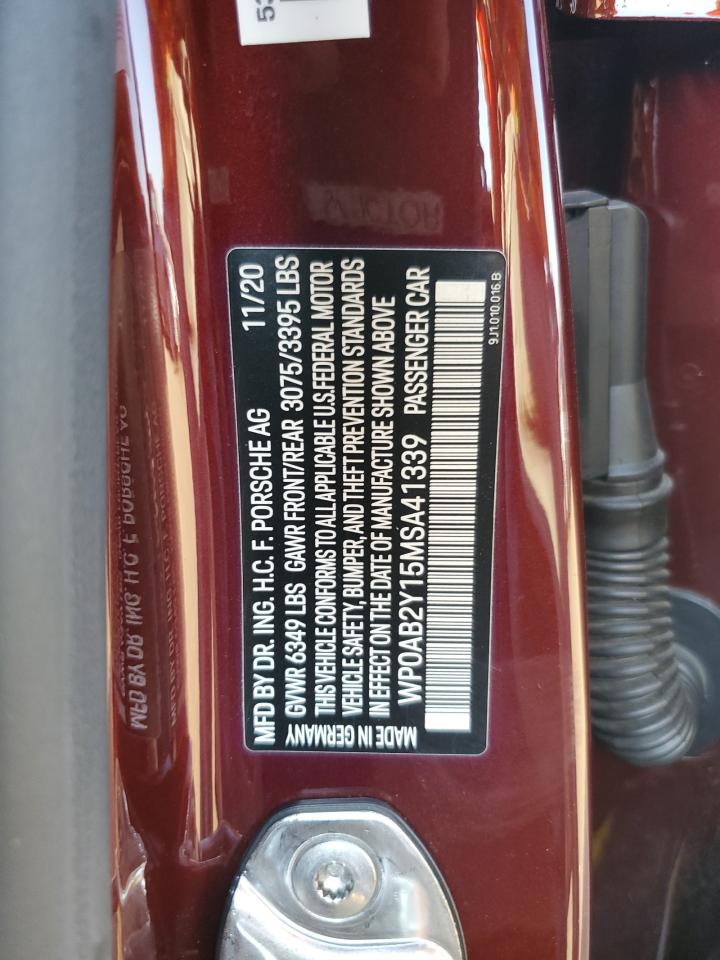 MFD BY DR. ING. H.C. F. PORSCHE AG 11/20
GVWR 6349 LBS GAWR FRONT/REAR 3075/3395 LBS
THIS VEHICLE CONFORMS TO ALL APPLICABLE U.S. FEDERAL MOTOR
VEHICLE SAFETY, BUMPER, AND THEFT PREVENTION STANDARDS
IN EFFECT ON THE DATE OF MANUFACTURE SHOWN ABOVE
WP0AB2Y15MSA41339 PASSENGER CAR
MADE IN GERMANY
9J1.010.016.B